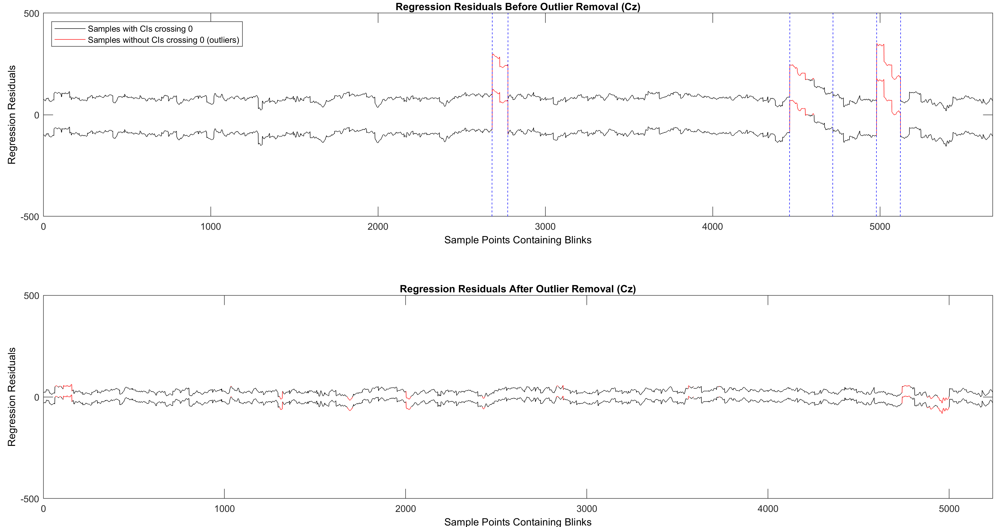 Regression Residuals Before Outlier Removal (Cz)
500
Samples with CIs crossing 0
Samples without CIs crossing 0 (outliers)
Regression Residuals
0
-500
0 1000 2000 3000 4000 5000
Sample Points Containing Blinks
Regression Residuals After Outlier Removal (Cz)
500
Regression Residuals
0
-500
0 1000 2000 3000 4000 5000
Sample Points Containing Blinks